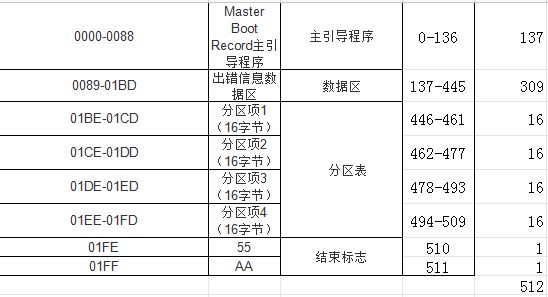 0000-0088 Master Boot Record主引导程序 主引导程序 0-136 137
0089-01BD 出错信息数据区 数据区 137-445 309
01BE-01CD 分区项1（16字节） 分区表 446-461 16
01CE-01DD 分区项2（16字节） 462-477 16
01DE-01ED 分区项3（16字节） 478-493 16
01EE-01FD 分区项4（16字节） 494-509 16
01FE 55 结束标志 510 1
01FF AA 511 1
512